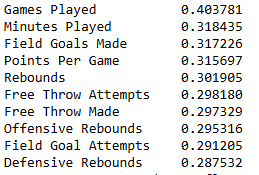 Games Played 0.403781
Minutes Played 0.318435
Field Goals Made 0.317226
Points Per Game 0.315697
Rebounds 0.301905
Free Throw Attempts 0.298180
Free Throw Made 0.297329
Offensive Rebounds 0.295316
Field Goal Attempts 0.291205
Defensive Rebounds 0.287532